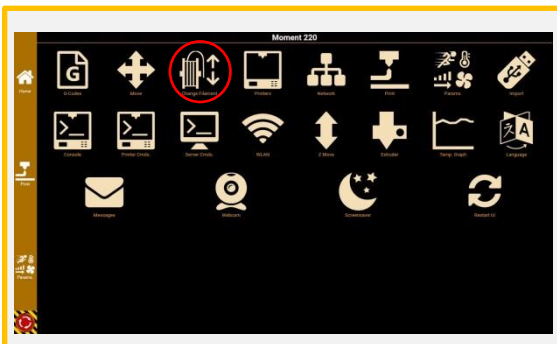 Moment 220
Home
G-Codes
Move
Change Filament
Printers
Network
Print
Params
Import
G
Console
Printer Cmds.
Server Cmds.
WLAN
Z Move
Extruder
Temp. Graph
Language
A
Print
Messages
Webcam
Screensaver
Restart UI
Params